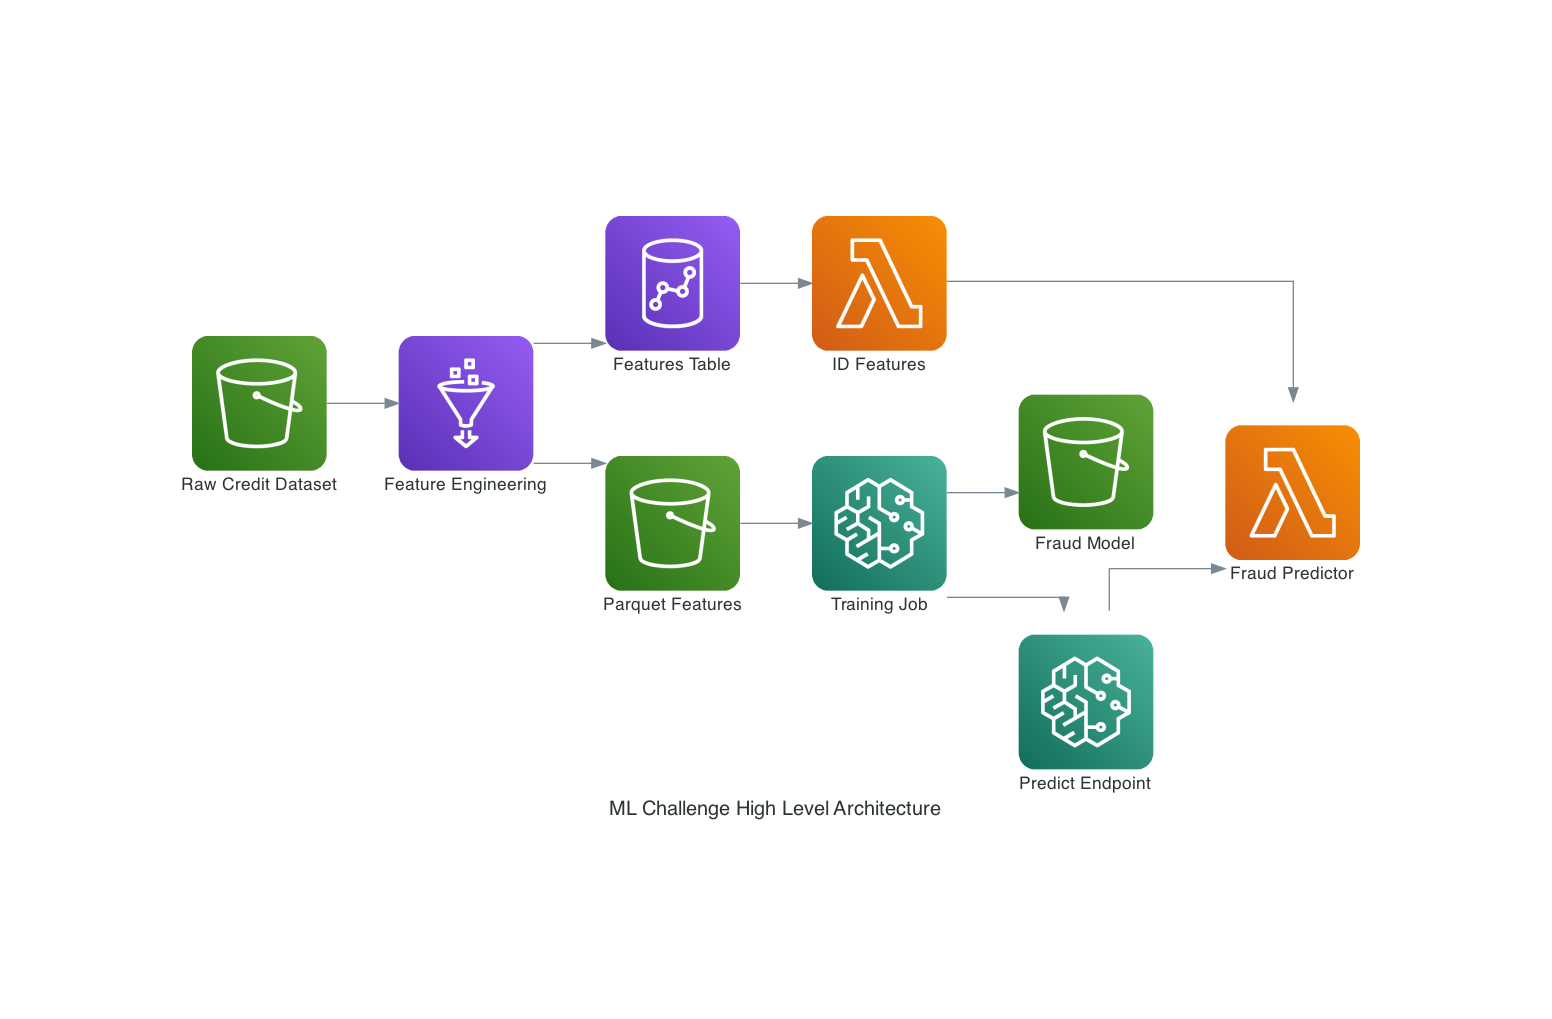 Features Table
ID Features
Raw Credit Dataset
Feature Engineering
Fraud Model
Fraud Predictor
Parquet Features
Training Job
Predict Endpoint
ML Challenge High Level Architecture